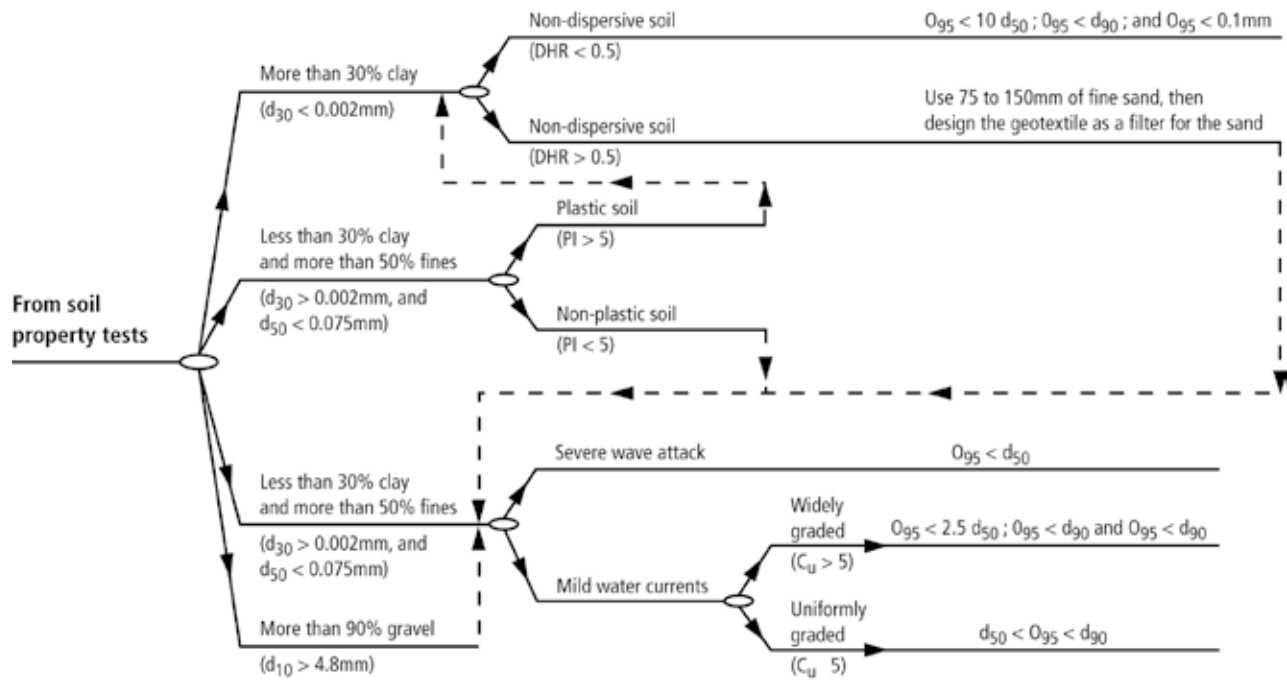 Non-dispersive soil
(DHR < 0.5)
O95 < 10 d50 ; 095 < d90 ; and O95 < 0.1mm
More than 30% clay
(d30 < 0.002mm)
Use 75 to 150mm of fine sand, then
design the geotextile as a filter for the sand
Non-dispersive soil
(DHR > 0.5)
Plastic soil
(PI > 5)
Less than 30% clay
and more than 50% fines
(d30 > 0.002mm, and
d50 < 0.075mm)
From soil
property tests
Non-plastic soil
(PI < 5)
Severe wave attack
O95 < d50
Less than 30% clay
and more than 50% fines
(d30 > 0.002mm, and
d50 < 0.075mm)
Widely
graded
(Cu > 5)
O95 < 2.5 d50 ; 095 < d90 and O95 < d90
Mild water currents
Uniformly
graded
(Cu 5)
d50 < O95 < d90
More than 90% gravel
(d10 > 4.8mm)